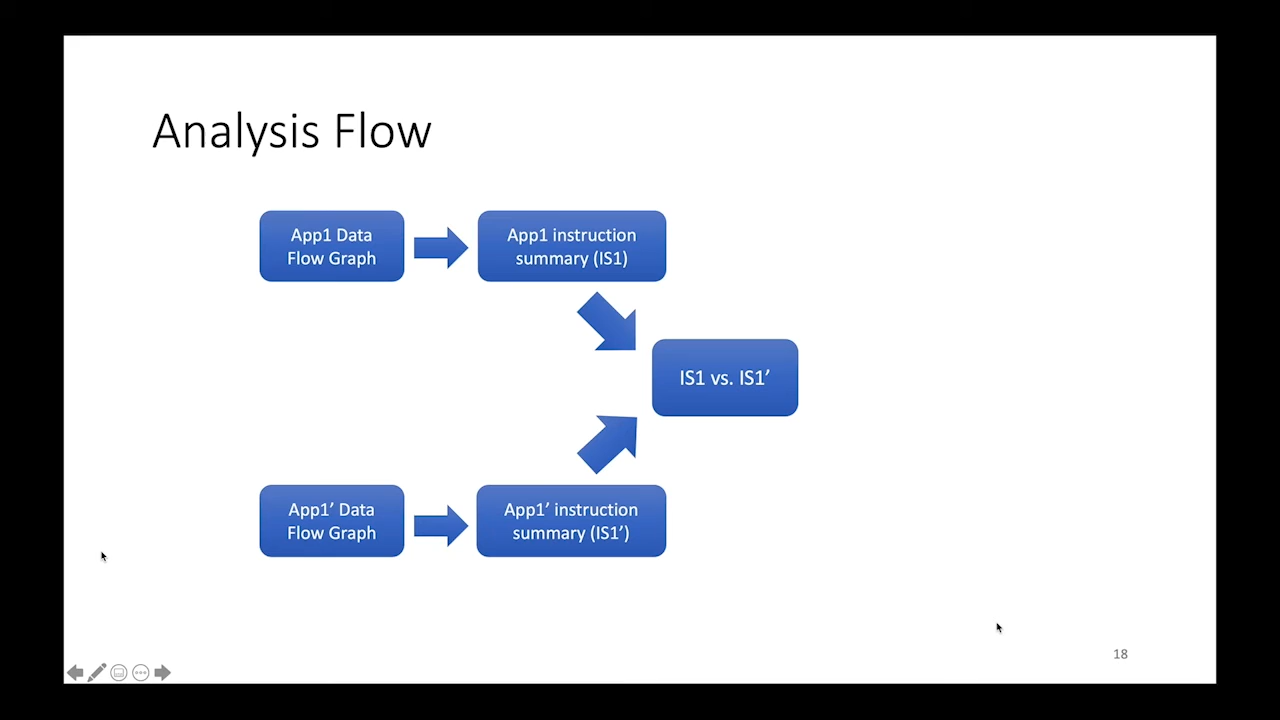 Analysis Flow
App1 Data
Flow Graph
App1 instruction
summary (IS1)
IS1 vs. IS1′
App1′ Data
Flow Graph
App1′ instruction
summary (IS1′)
18